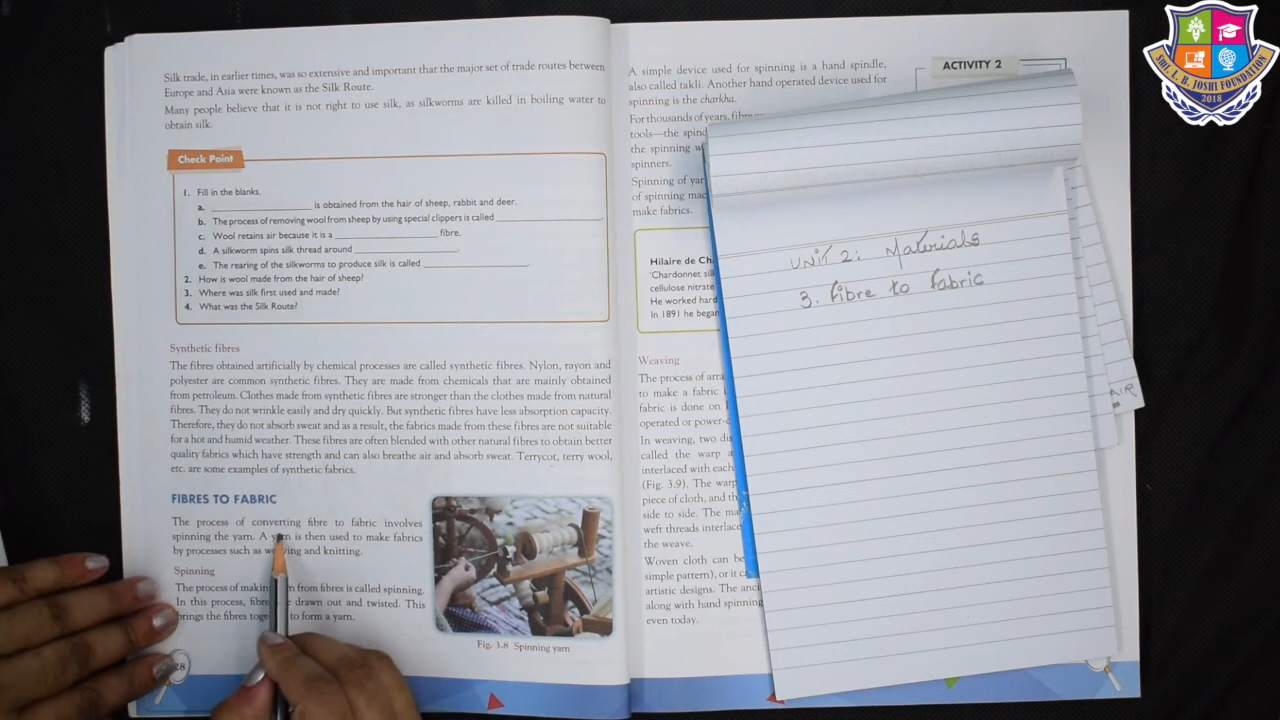 Silk trade, in earlier times, was so extensive and important that the major set of trade routes between
Europe and Asia were known as the Silk Route.
Many people believe that it is not right to use silk, as silkworms are killed in boiling water to
obtain silk.
Check Point
1. Fill in the blanks.
a. ____________________ is obtained from the hair of sheep, rabbit and deer.
b. The process of removing wool from sheep by using special clippers is called ____________________.
c. Wool retains air because it is a ____________________ fibre.
d. A silkworm spins silk thread around ____________________.
e. The rearing of the silkworms to produce silk is called ____________________.
2. How is wool made from the hair of sheep?
3. Where was silk first used and made?
4. What was the Silk Route?
Synthetic fibres
The fibres obtained artificially by chemical processes are called synthetic fibres. Nylon, rayon and
polyester are common synthetic fibres. They are made from chemicals that are mainly obtained
from petroleum. Clothes made from synthetic fibres are stronger than the clothes made from natural
fibres. They do not wrinkle easily and dry quickly. But synthetic fibres have less absorption capacity.
Therefore, they do not absorb sweat and as a result, the fabrics made from these fibres are not suitable
for a hot and humid weather. These fibres are often blended with other natural fibres to obtain better
quality fabrics which have strength and can also breathe air and absorb sweat. Terrycot, terry wool,
etc. are some examples of synthetic fabrics.
FIBRES TO FABRIC
The process of converting fibre to fabric involves
spinning the yarn. A yarn is then used to make fabrics
by processes such as weaving and knitting.
Spinning
The process of making from fibres is called spinning.
In this process, drawn out and twisted. This
the fibres to form a yarn.
Fig. 3.8 Spinning yarn
28
A simple device used for spinning is a hand spindle,
also called takli. Another hand operated device used for
spinning is the charkha.
For thousands of years,
tools—the
the spinning
spinners.
Spinning of
of spinning
make fabrics.
Hilaire de
'Chardonnet
cellulose nitrate
He worked hard
In 1891 he began
Weaving
The process of
to make a fabric
fabric is done on
operated or
In weaving, two
called the warp
interlaced with each
(Fig. 3.9). The warp
piece of cloth, and
side to side. The
weft threads
the weave.
Woven cloth can be
simple pattern), or it
artistic designs. The
along with hand spinning
even today.
ACTIVITY 2
UNIT 2: Materials
3. Fibre to Fabric
AIR
SMT. I. B. JOSHI FOUNDATION
2018